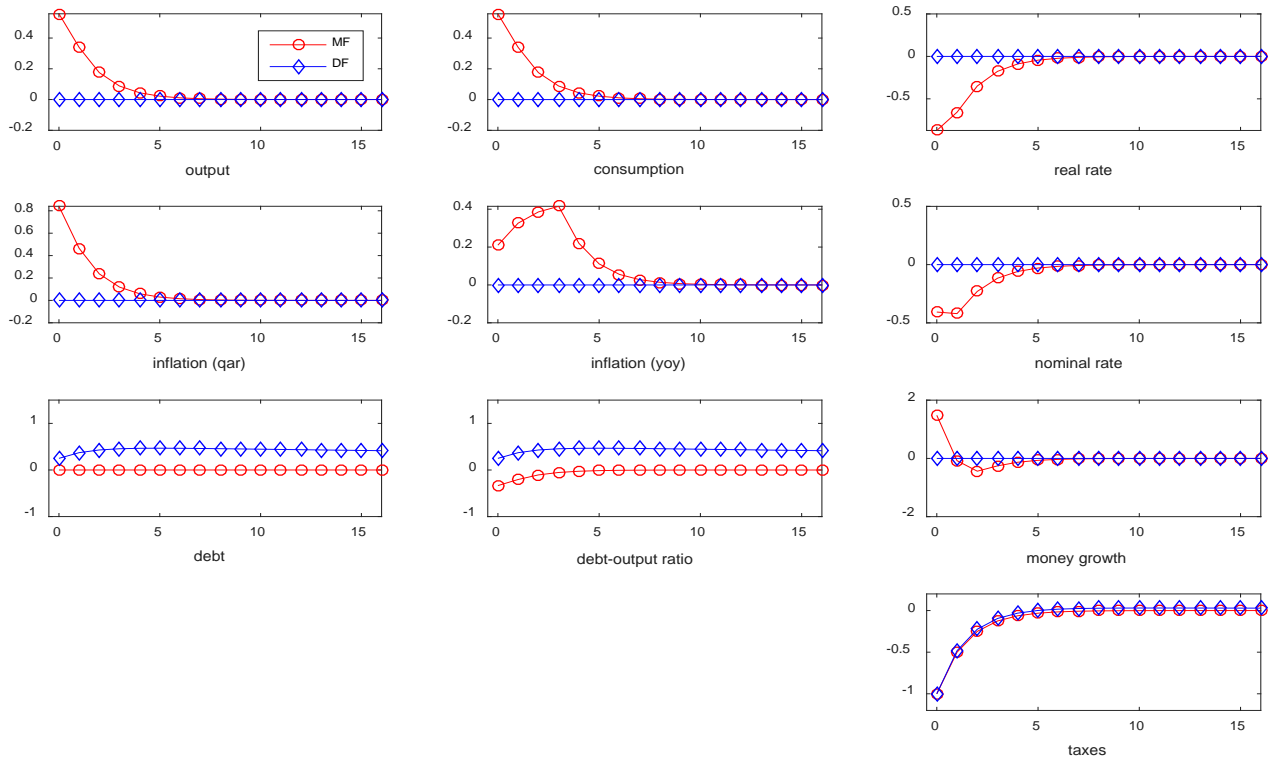 0.4
0.2
0
-0.2
0 5 10 15
output
MF
DF
0.4
0.2
0
-0.2
0 5 10 15
consumption
0.5
0
-0.5
0 5 10 15
real rate
0.8
0.6
0.4
0.2
0
-0.2
0 5 10 15
inflation (qar)
0.4
0.2
0
-0.2
0 5 10 15
inflation (yoy)
0.5
0
-0.5
0 5 10 15
nominal rate
1
0
-1
0 5 10 15
debt
1
0
-1
0 5 10 15
debt-output ratio
2
0
-2
0 5 10 15
money growth
0
-0.5
-1
0 5 10 15
taxes